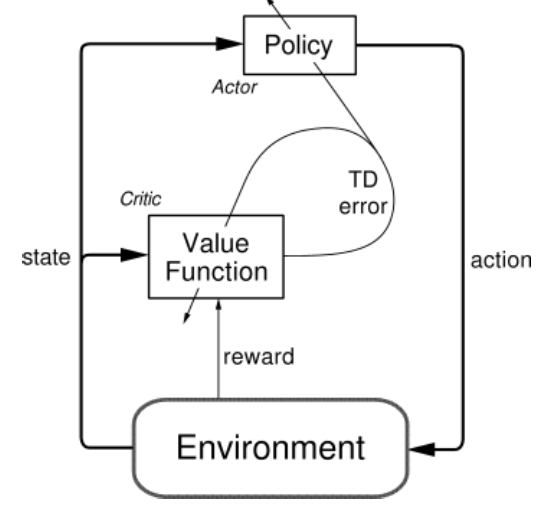 Policy
Actor
TD
error
Critic
Value
Function
state
action
reward
Environment